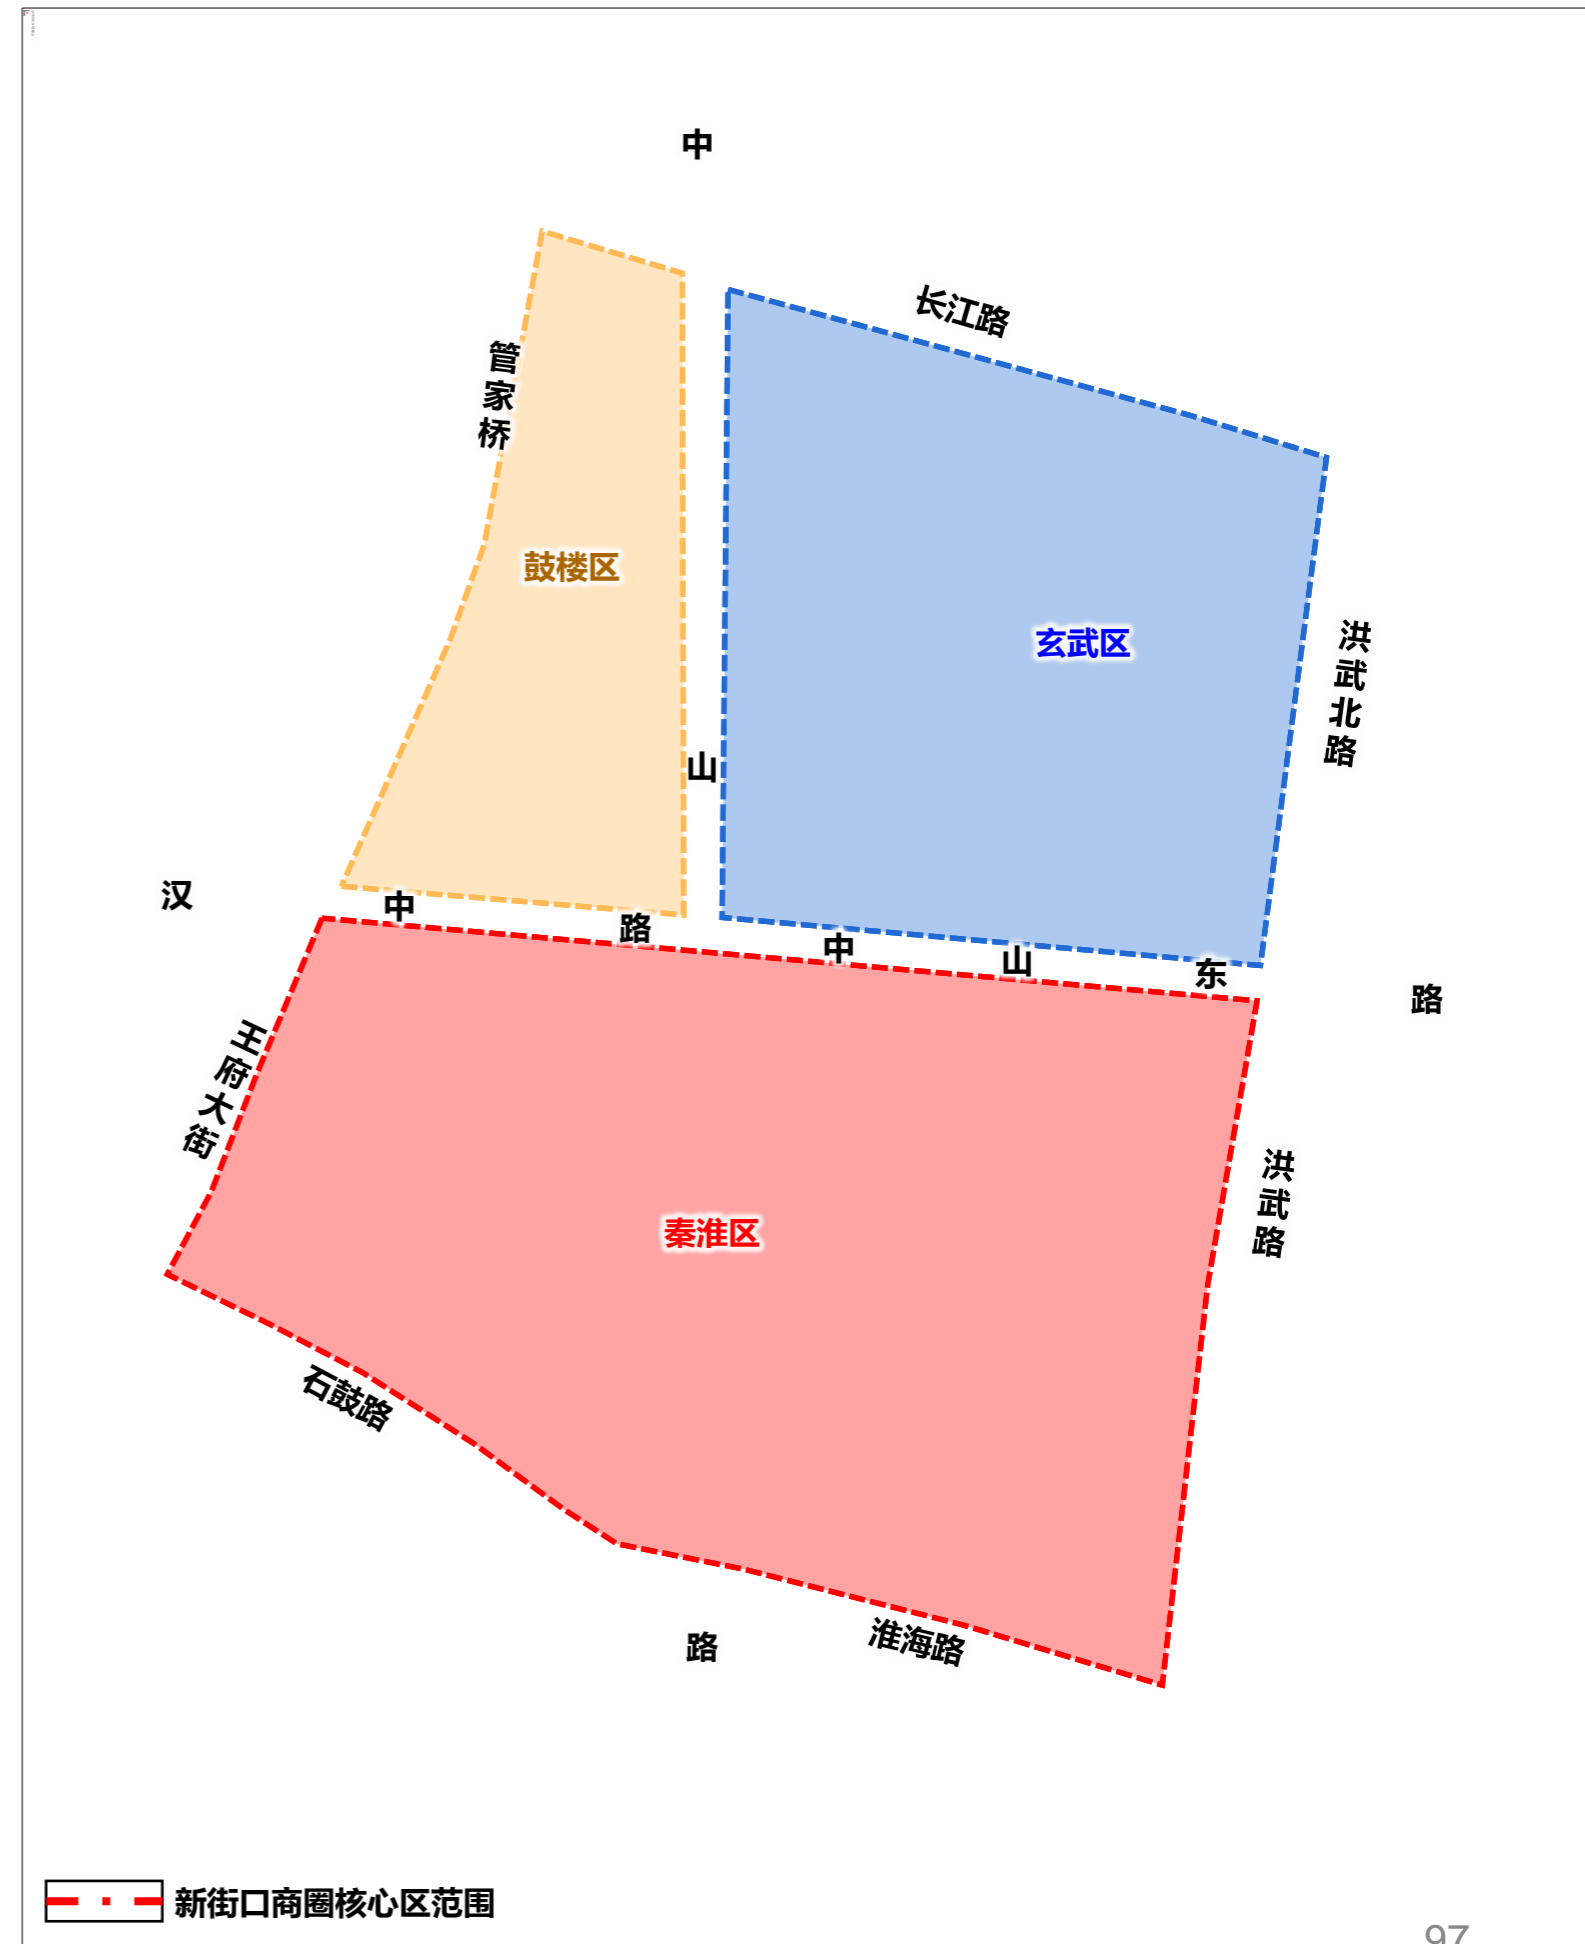 中
长江路
管家桥
鼓楼区
玄武区
洪武北路
山
汉
中
路
中
山
东
路
王府大街
洪武路
秦淮区
石鼓路
淮海路
路
新街口商圈核心区范围
97